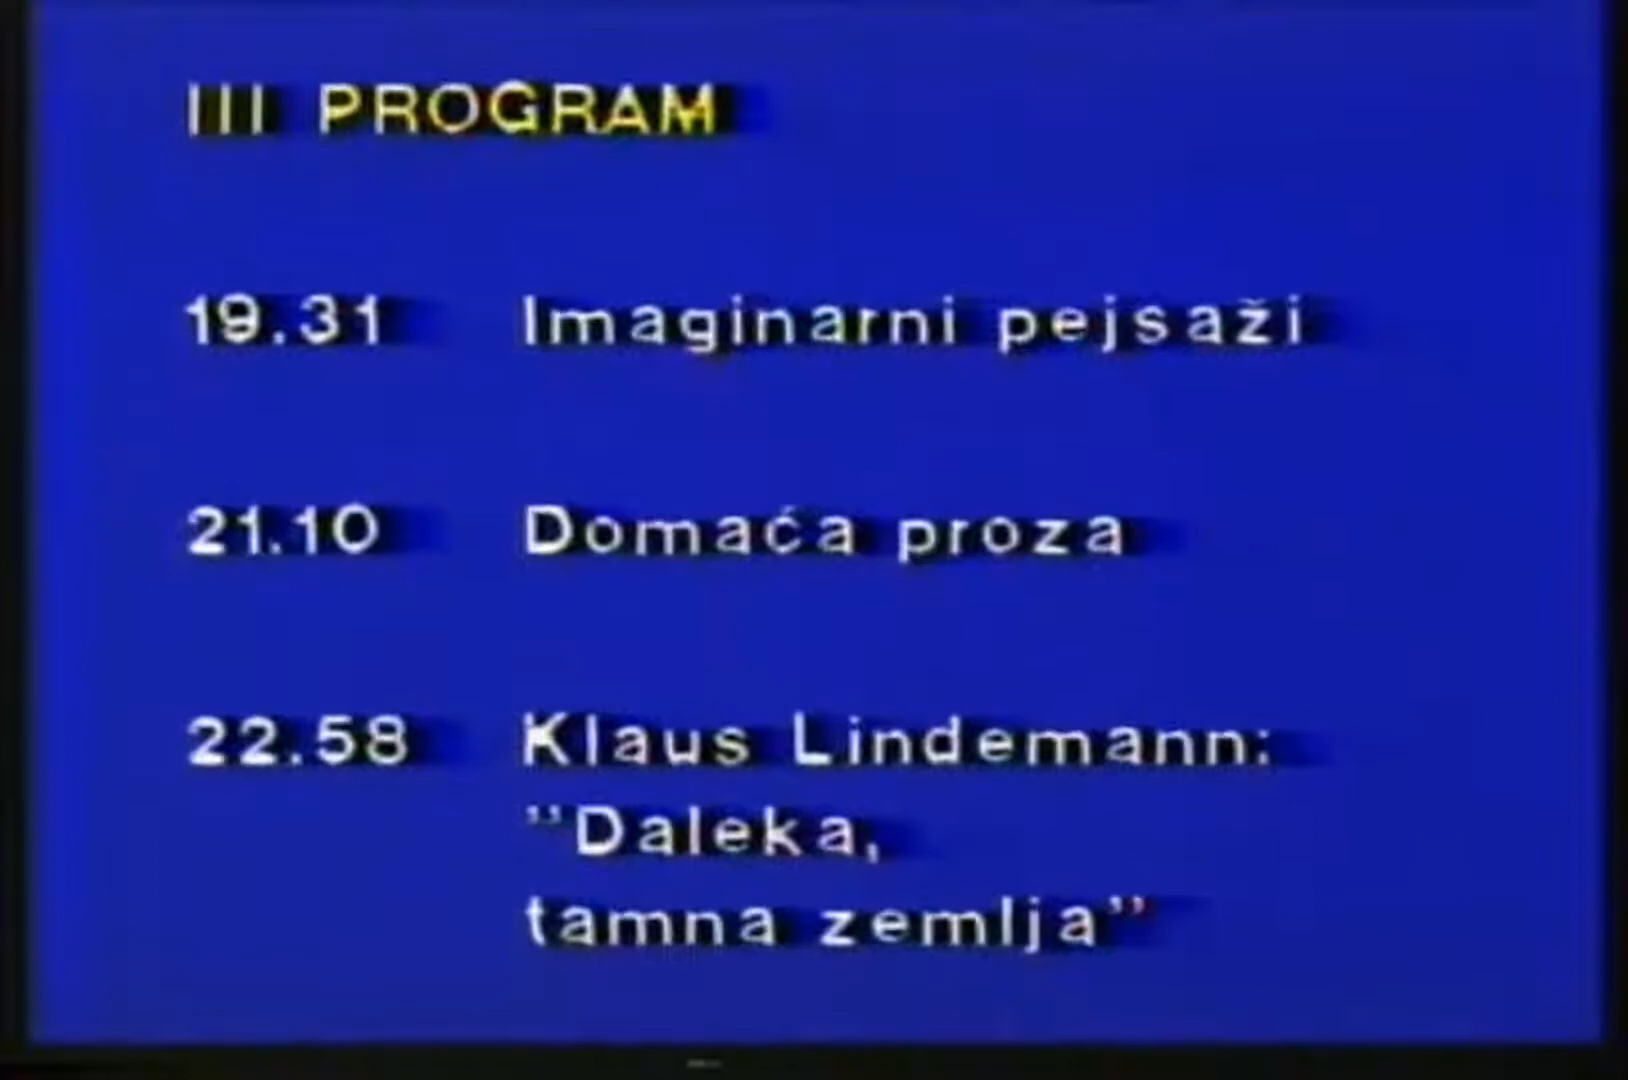 III PROGRAM
19.31 Imaginarni pejsaži
21.10 Domaća proza
22.58 Klaus Lindemann:
"Daleka,
tamna zemlja"